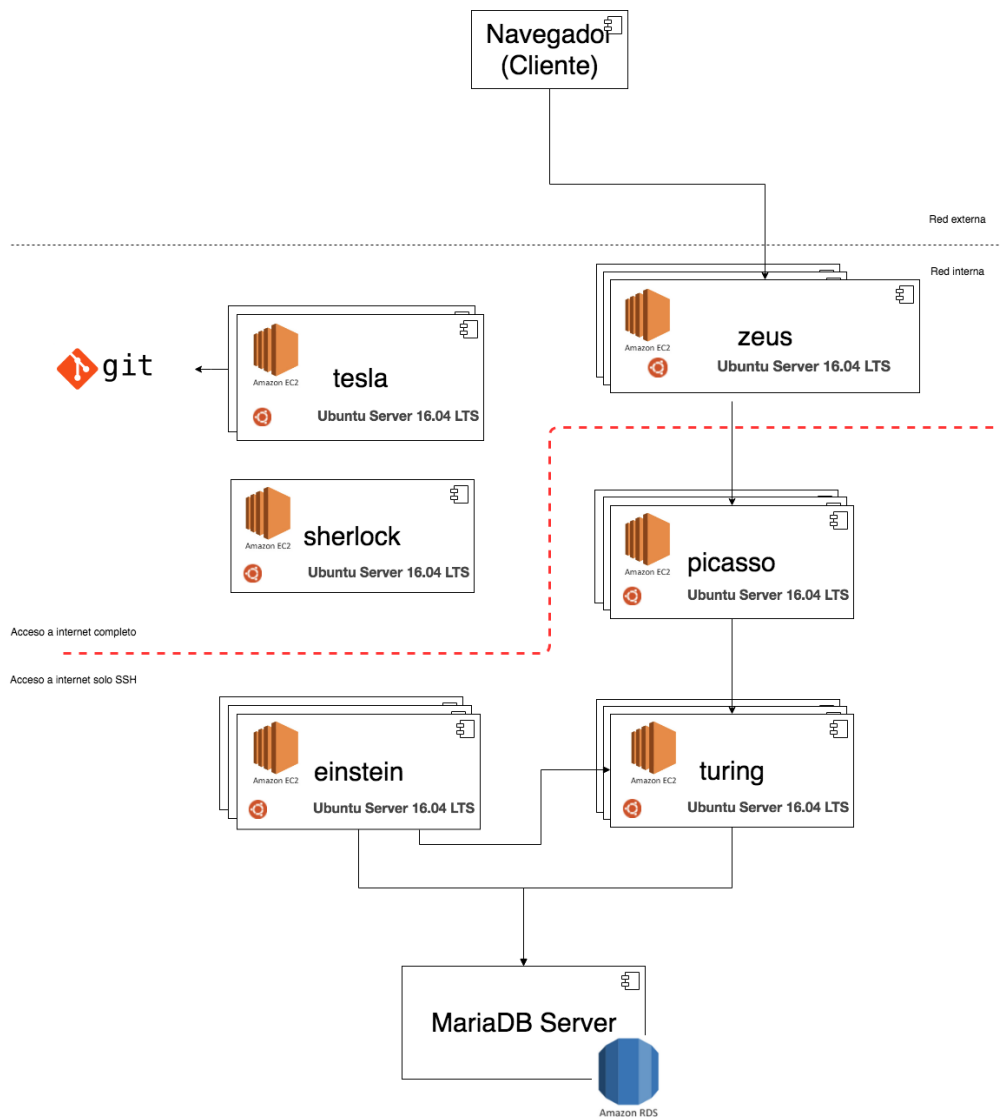 Navegador
(Cliente)
Red externa
Red interna
Amazon EC2
zeus
Ubuntu Server 16.04 LTS
git
Amazon EC2
tesla
Ubuntu Server 16.04 LTS
Amazon EC2
sherlock
Ubuntu Server 16.04 LTS
Amazon EC2
picasso
Ubuntu Server 16.04 LTS
Acceso a internet completo
Acceso a internet solo SSH
Amazon EC2
einstein
Ubuntu Server 16.04 LTS
Amazon EC2
turing
Ubuntu Server 16.04 LTS
MariaDB Server
Amazon RDS